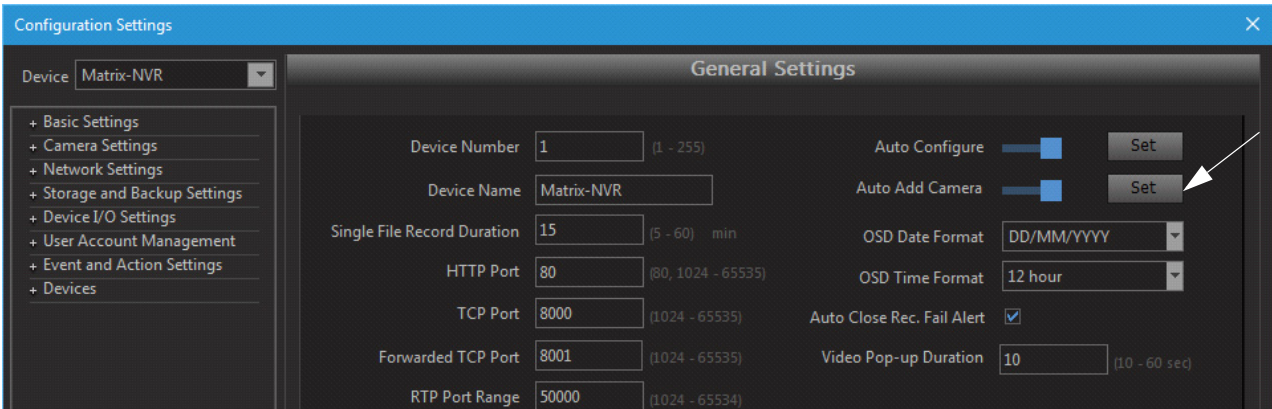 Configuration Settings
Device Matrix-NVR
General Settings
+ Basic Settings
+ Camera Settings
+ Network Settings
+ Storage and Backup Settings
+ Device I/O Settings
+ User Account Management
+ Event and Action Settings
+ Devices
Device Number 1 (1 - 255)
Device Name Matrix-NVR
Single File Record Duration 15 (5 - 60) min
HTTP Port 80 (80, 1024 - 65535)
TCP Port 8000 (1024 - 65535)
Forwarded TCP Port 8001 (1024 - 65535)
RTP Port Range 50000 (1024 - 65534)
Auto Configure Set
Auto Add Camera Set
OSD Date Format DD/MM/YYYY
OSD Time Format 12 hour
Auto Close Rec. Fail Alert
Video Pop-up Duration 10 (10 - 60 sec)